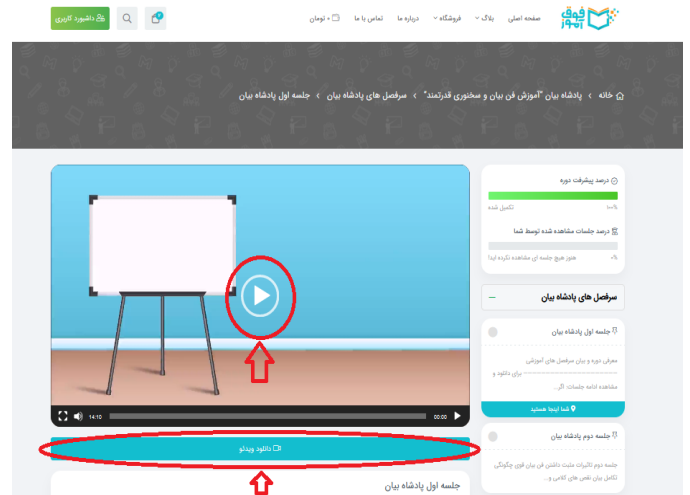 فوق آموز
صفحه اصلی بلاگ فروشگاه درباره ما تماس با ما ۰ تومان
داشبورد کاربری
خانه › پادشاه بیان "آموزش فن بیان و سخنوری قدرتمند" › سرفصل های پادشاه بیان › جلسه اول پادشاه بیان
درصد پیشرفت دوره
۱۰۰% تکمیل شده
درصد جلسات مشاهده شده توسط شما
۰% هنوز هیچ جلسه ای مشاهده نکرده اید!
سرفصل های پادشاه بیان
جلسه اول پادشاه بیان
معرفی دوره و بیان سرفصل های آموزشی
برای دانلود و
مشاهده ادامه جلسات، اگر...
شما اینجا هستید
جلسه دوم پادشاه بیان
جلسه دوم تاثیرات مثبت داشتن فن بیان قوی چگونگی
تکامل بیان نقص های کلامی و...
14:10 00:00
دانلود ویدئو
جلسه اول پادشاه بیان